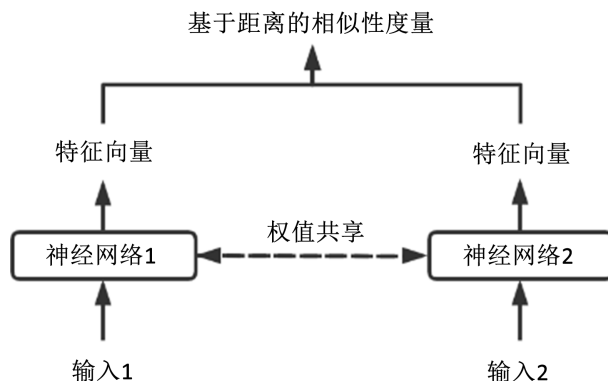 基于距离的相似性度量
特征向量
特征向量
权值共享
神经网络1
神经网络2
输入1
输入2